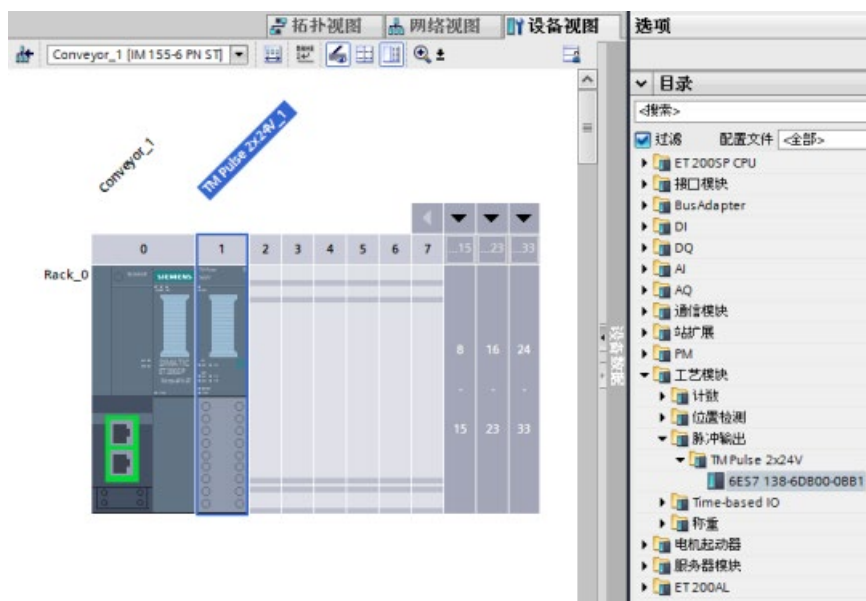 拓扑视图 网络视图 设备视图
Conveyor_1 [IM 155-6 PN ST]
Conveyor_1
TM Pulse 2x24V_1
0 1 2 3 4 5 6 7 ...15 ...23 ...33
Rack_0
SIEMENS
8 16 24
- - -
15 23 33
设备数据
选项
目录
<搜索>
过滤 配置文件 <全部>
ET 200SP CPU
接口模块
BusAdapter
DI
DQ
AI
AQ
通信模块
站扩展
PM
工艺模块
计数
位置检测
脉冲输出
TM Pulse 2x24V
6ES7 138-6DB00-0BB1
Time-based IO
称重
电机起动器
服务器模块
ET 200AL